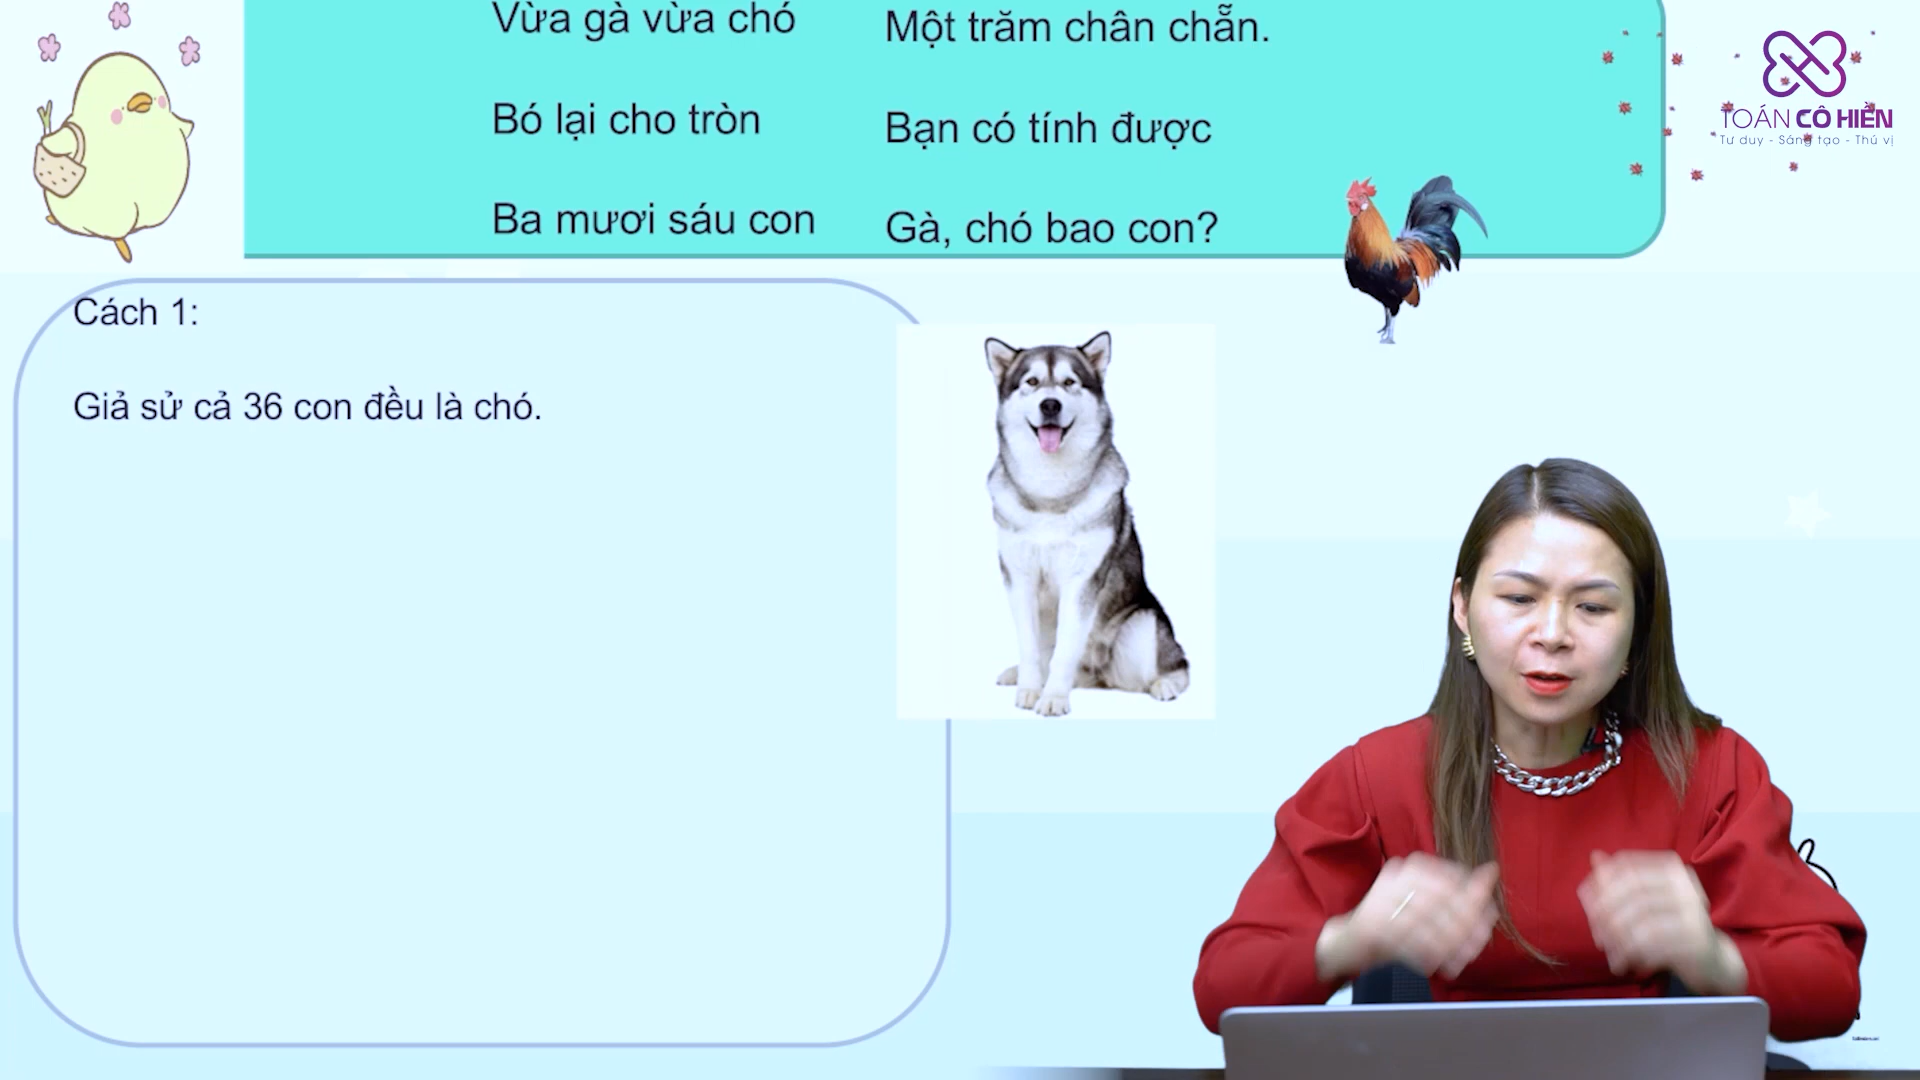 Vừa gà vừa chó
Bó lại cho tròn
Ba mươi sáu con
Một trăm chân chẵn.
Bạn có tính được
Gà, chó bao con?
TOÁN CÔ HIỀN
Tư duy - Sáng tạo - Thú vị
Cách 1:
Giả sử cả 36 con đều là chó.